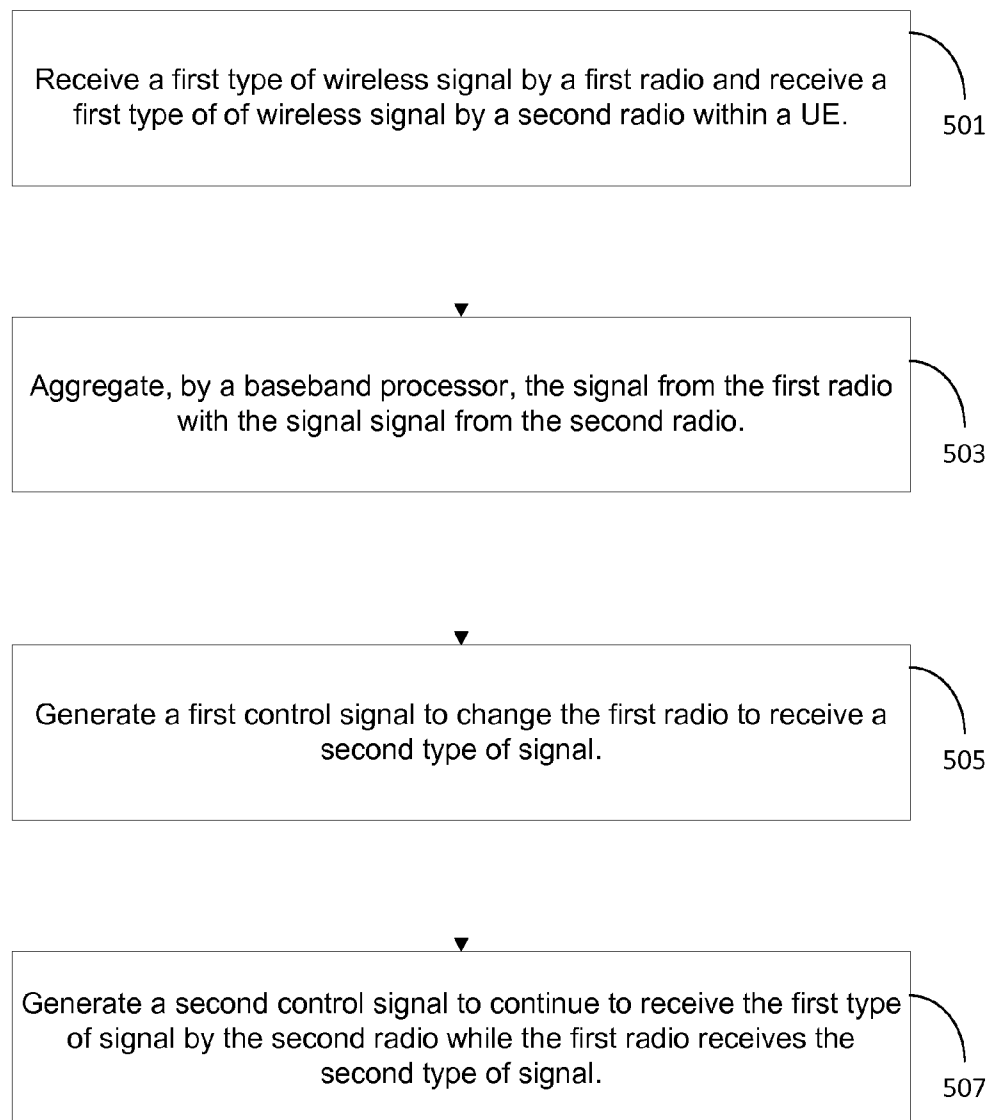 Receive a first type of wireless signal by a first radio and receive a
first type of of wireless signal by a second radio within a UE.
501
Aggregate, by a baseband processor, the signal from the first radio
with the signal signal from the second radio.
503
Generate a first control signal to change the first radio to receive a
second type of signal.
505
Generate a second control signal to continue to receive the first type
of signal by the second radio while the first radio receives the
second type of signal.
507